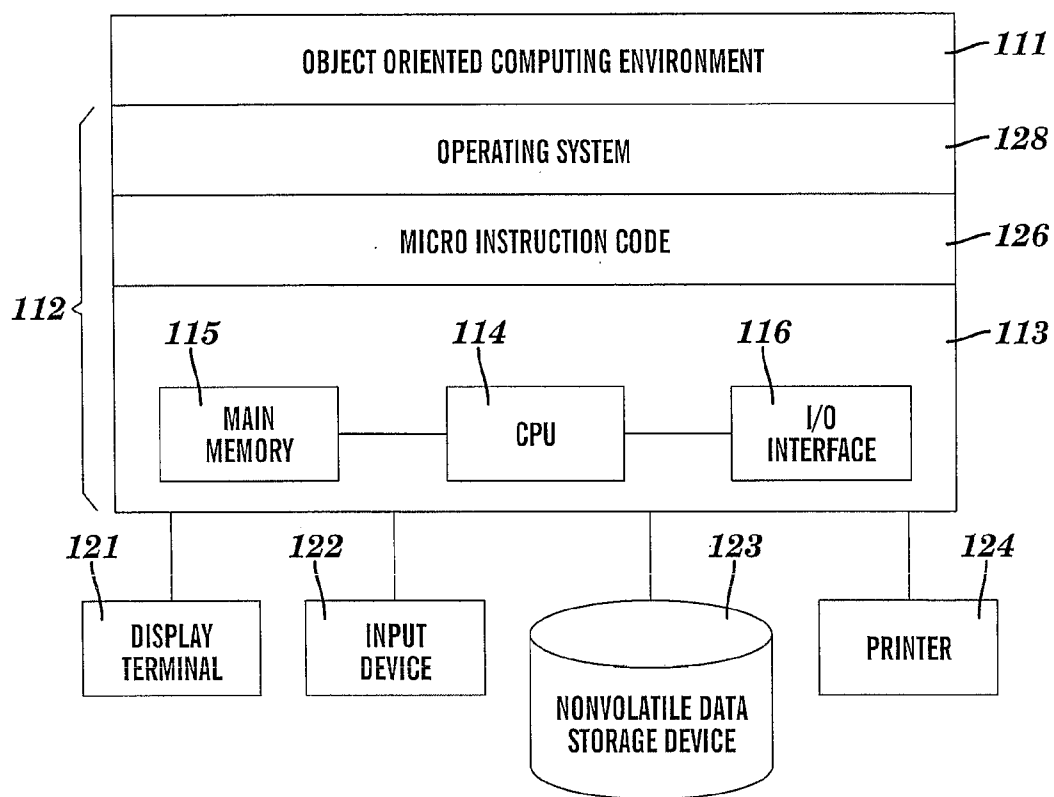 OBJECT ORIENTED COMPUTING ENVIRONMENT
111
OPERATING SYSTEM
128
MICRO INSTRUCTION CODE
126
112
115
114
116
113
MAIN
MEMORY
CPU
I/O
INTERFACE
121
122
123
124
DISPLAY
TERMINAL
INPUT
DEVICE
PRINTER
NONVOLATILE DATA
STORAGE DEVICE